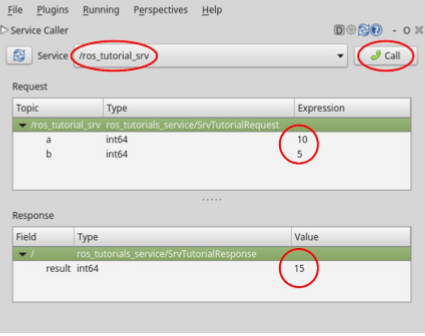 File Plugins Running Perspectives Help
Service Caller D - O
Service /ros_tutorial_srv Call
Request
Topic Type Expression
/ros_tutorial_srv ros_tutorials_service/SrvTutorialRequest
a int64 10
b int64 5
Response
Field Type Value
/ ros_tutorials_service/SrvTutorialResponse
result int64 15